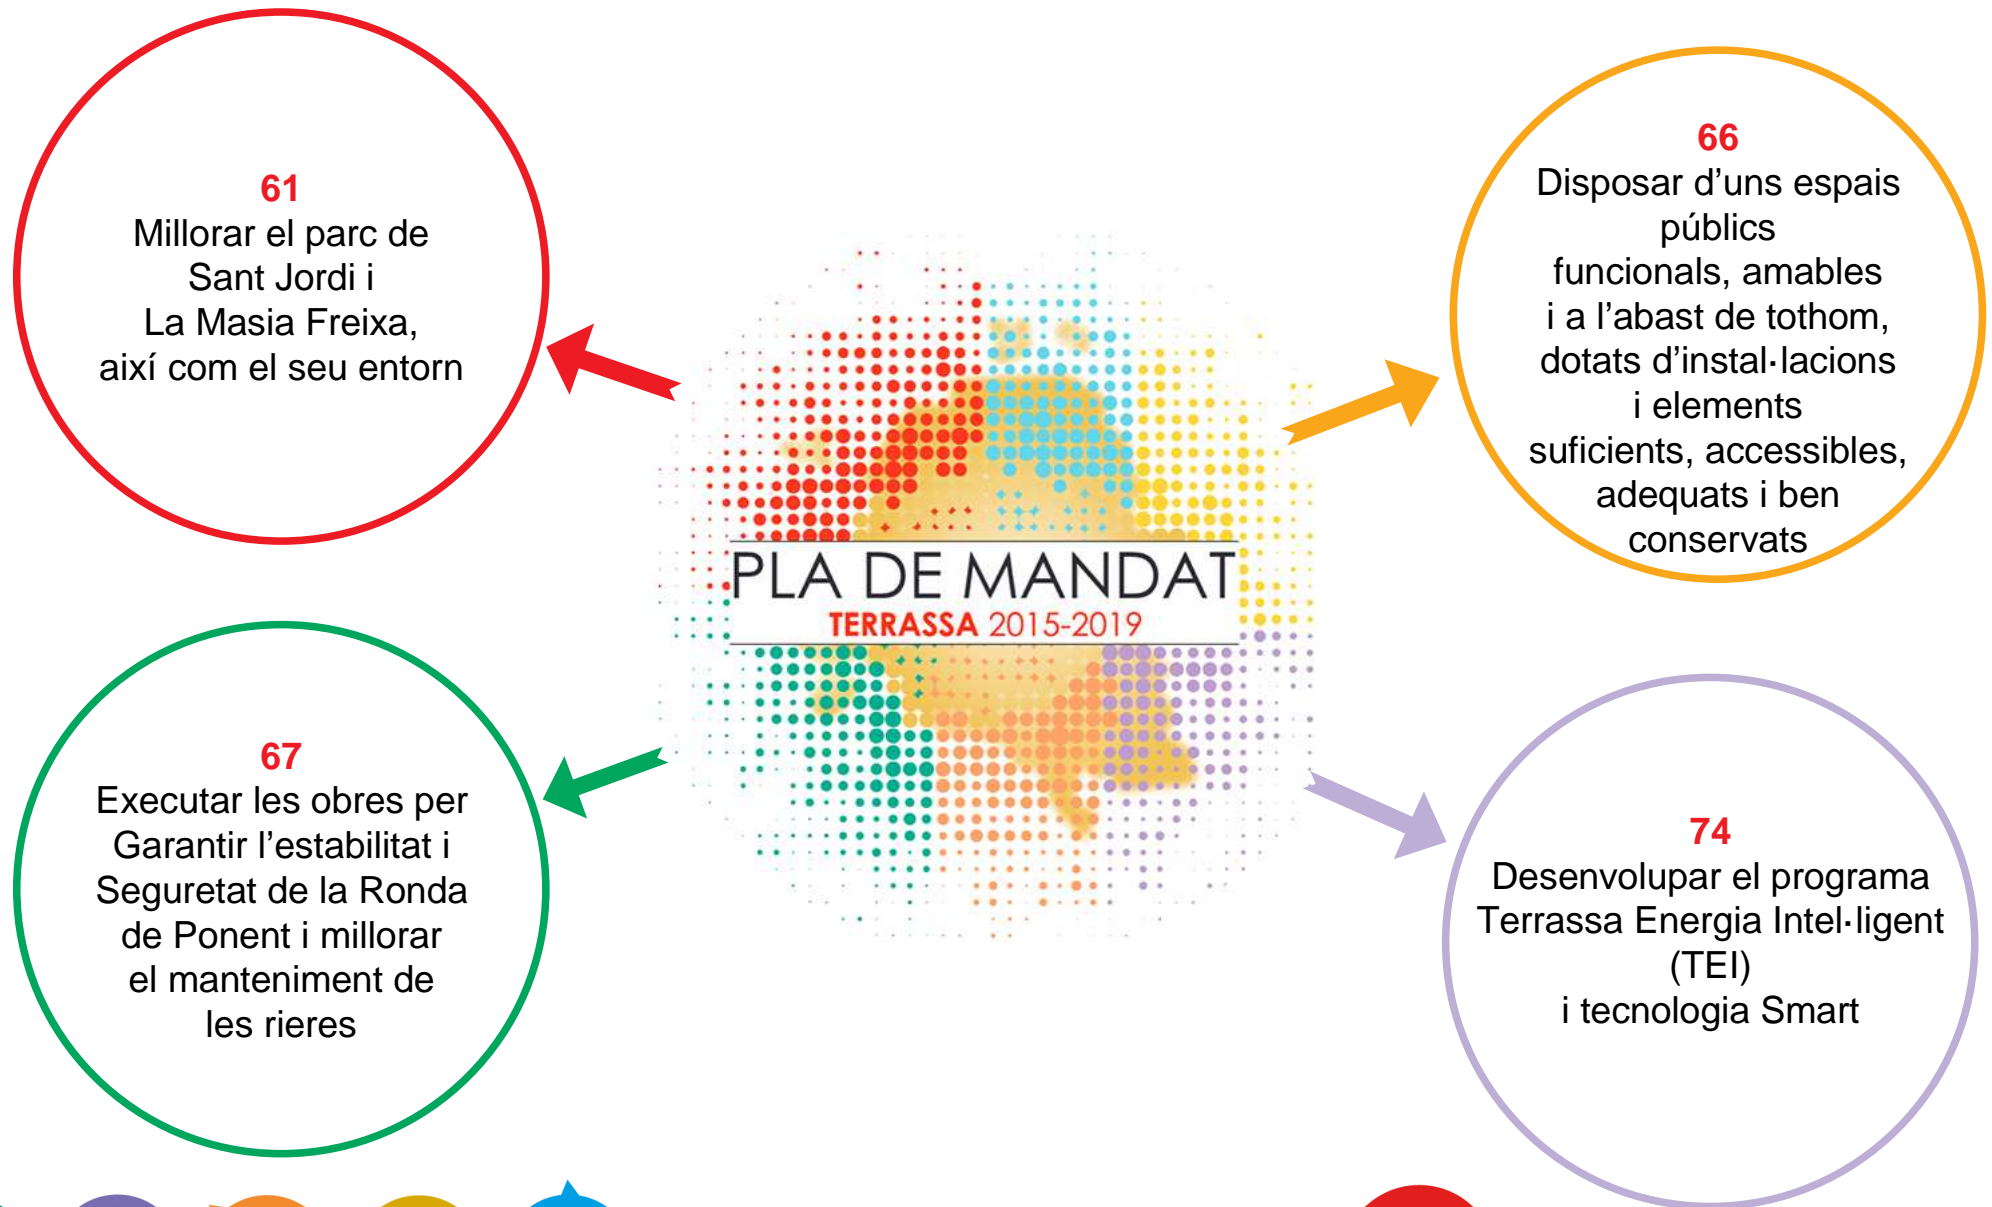 61
Millorar el parc de
Sant Jordi i
La Masia Freixa,
així com el seu entorn
66
Disposar d’uns espais
públics
funcionals, amables
i a l’abast de tothom,
dotats d’instal·lacions
i elements
suficients, accessibles,
adequats i ben
conservats
PLA DE MANDAT
TERRASSA 2015-2019
67
Executar les obres per
Garantir l’estabilitat i
Seguretat de la Ronda
de Ponent i millorar
el manteniment de
les rieres
74
Desenvolupar el programa
Terrassa Energia Intel·ligent
(TEI)
i tecnologia Smart